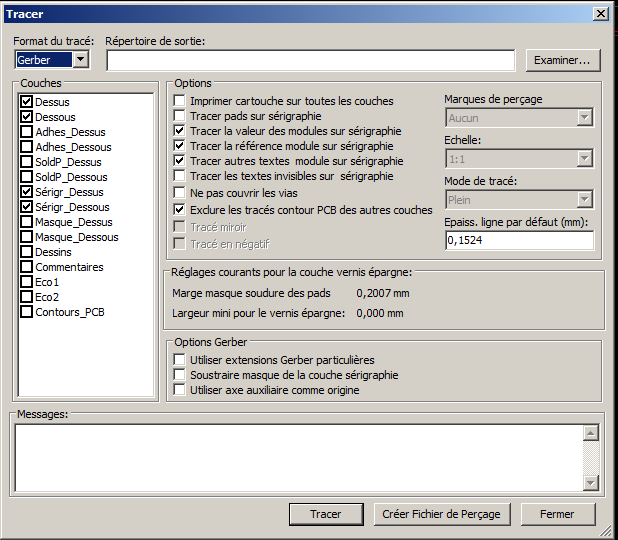 Tracer
Format du tracé:
Répertoire de sortie:
Gerber
Examiner...
Couches
Dessus
Dessous
Adhes_Dessus
Adhes_Dessous
SoldP_Dessus
SoldP_Dessous
Sérigr_Dessus
Sérigr_Dessous
Masque_Dessus
Masque_Dessous
Dessins
Commentaires
Eco1
Eco2
Contours_PCB
Options
Imprimer cartouche sur toutes les couches
Tracer pads sur sérigraphie
Tracer la valeur des modules sur sérigraphie
Tracer la référence module sur sérigraphie
Tracer autres textes module sur sérigraphie
Tracer les textes invisibles sur sérigraphie
Ne pas couvrir les vias
Exclure les tracés contour PCB des autres couches
Tracé miroir
Tracé en négatif
Marques de perçage
Aucun
Echelle:
1:1
Mode de tracé:
Plein
Epaiss. ligne par défaut (mm):
0,1524
Réglages courants pour la couche vernis épargne:
Marge masque soudure des pads 0,2007 mm
Largeur mini pour le vernis épargne: 0,000 mm
Options Gerber
Utiliser extensions Gerber particulières
Soustraire masque de la couche sérigraphie
Utiliser axe auxiliaire comme origine
Messages:
Tracer
Créer Fichier de Perçage
Fermer